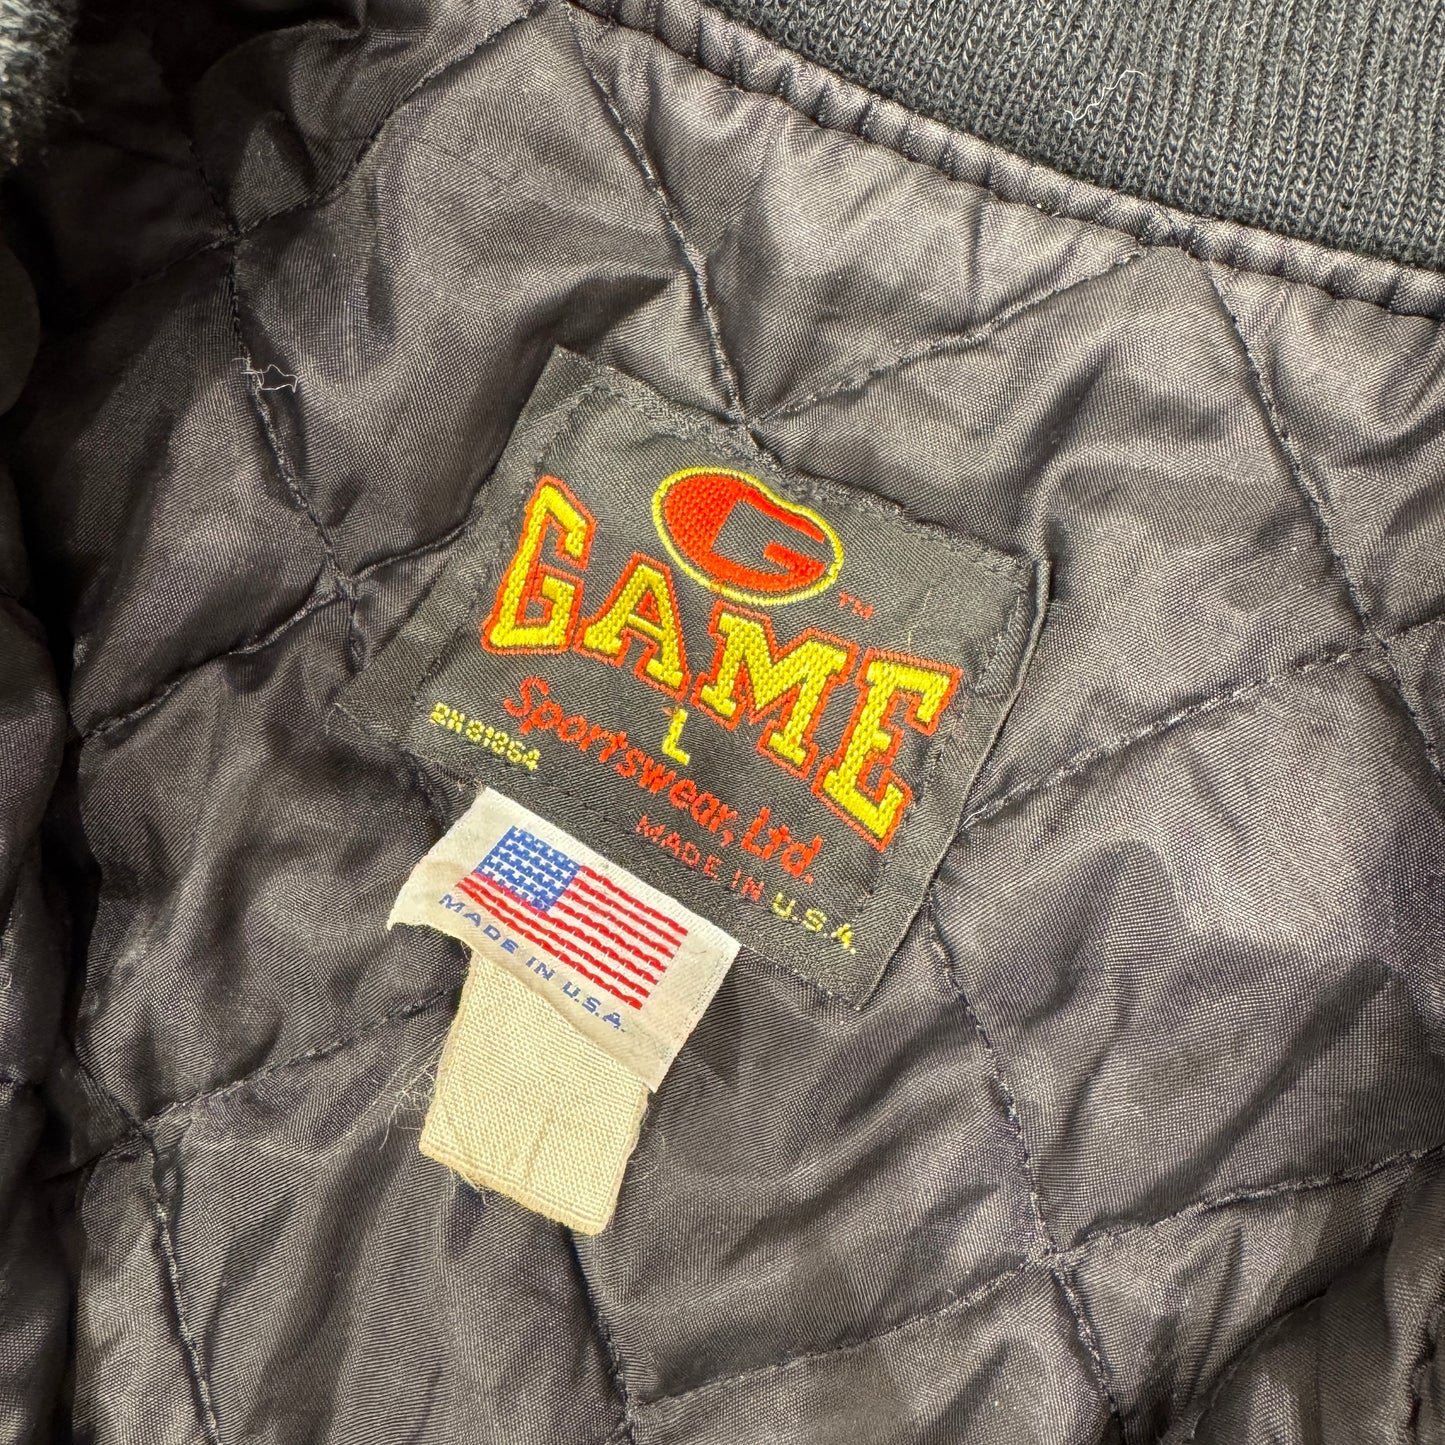 G
TM
GAME
L
Sportswear, Ltd.
RN 81354
MADE IN U.S.A.
MADE IN U.S.A.